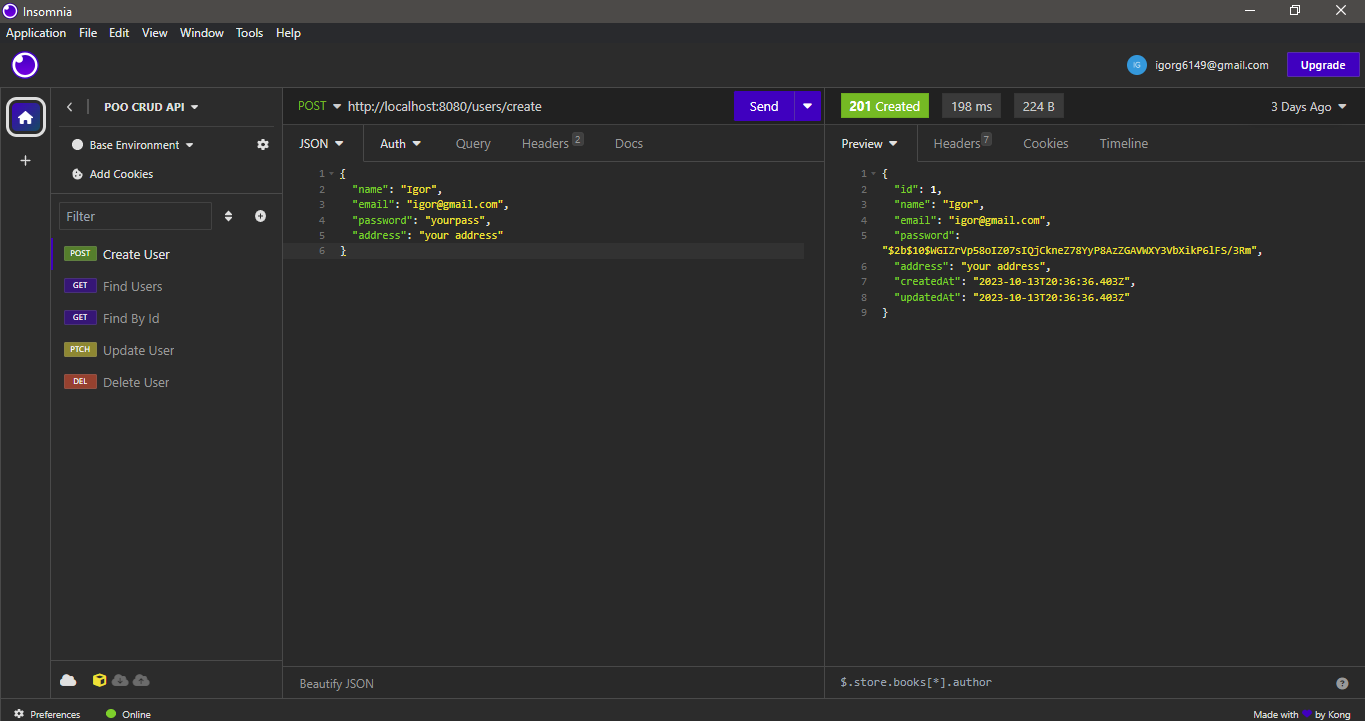 Insomnia
Application File Edit View Window Tools Help
IG igorg6149@gmail.com Upgrade
POO CRUD API
Base Environment
Add Cookies
Filter
POST Create User
GET Find Users
GET Find By Id
PTCH Update User
DEL Delete User
POST http://localhost:8080/users/create Send
JSON Auth Query Headers 2 Docs
1 {
2 "name": "Igor",
3 "email": "igor@gmail.com",
4 "password": "yourpass",
5 "address": "your address"
6 }
Beautify JSON
201 Created 198 ms 224 B 3 Days Ago
Preview Headers 7 Cookies Timeline
1 {
2 "id": 1,
3 "name": "Igor",
4 "email": "igor@gmail.com",
5 "password":
"$2b$10$WGIZrVp58oIZ07sIQjCkneZ78YyP8AzZGAVWXY3VbXikP6lFS/3Rm",
6 "address": "your address",
7 "createdAt": "2023-10-13T20:36:36.403Z",
8 "updatedAt": "2023-10-13T20:36:36.403Z"
9 }
$.store.books[*].author
Preferences Online Made with by Kong